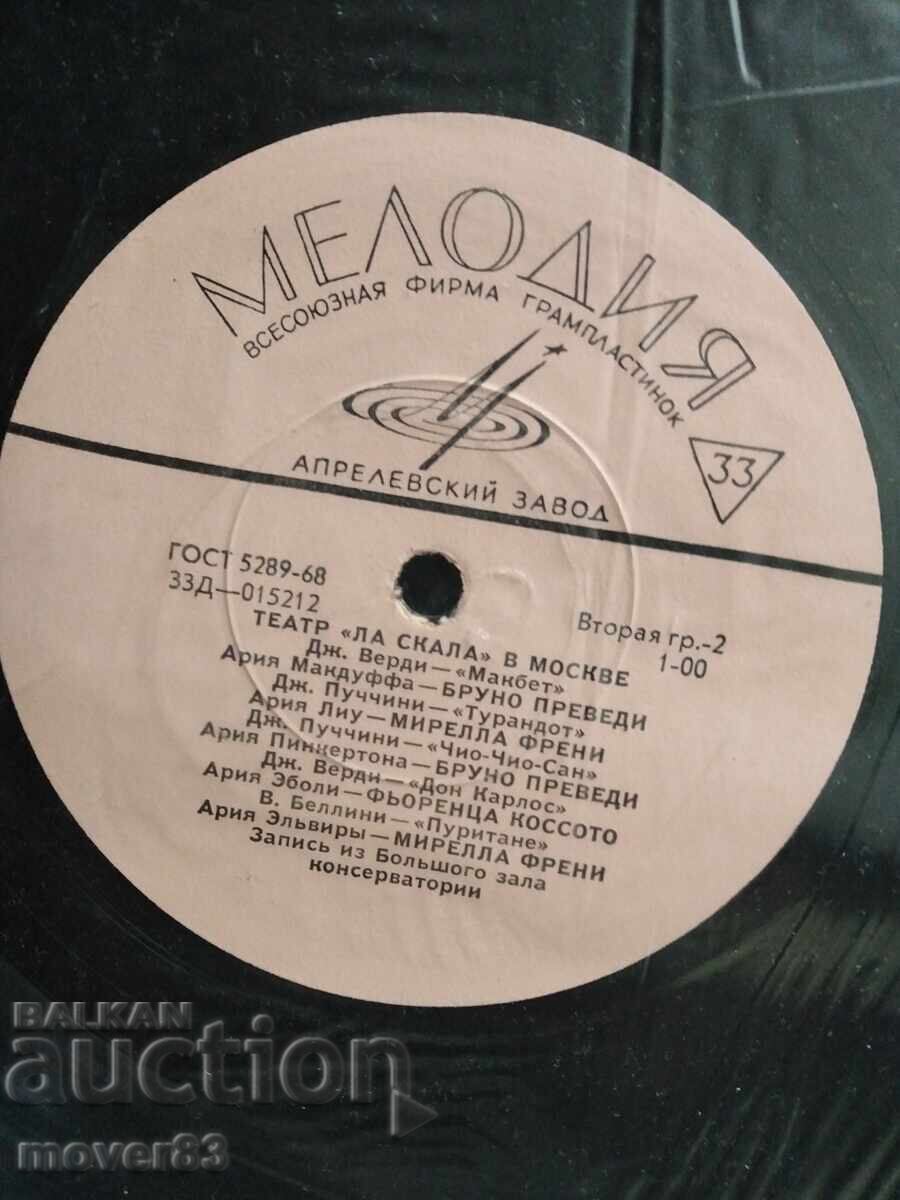 МЕЛОДИЯ
ВСЕСОЮЗНАЯ ФИРМА ГРАМПЛАСТИНОК
33
АПРЕЛЕВСКИЙ ЗАВОД
ГОСТ 5289-68
33Д—015212
Вторая гр.-2
1-00
ТЕАТР «ЛА СКАЛА» В МОСКВЕ
Дж. Верди—«Макбет»
Ария Макдуффа—БРУНО ПРЕВЕДИ
Дж. Пуччини—«Турандот»
Ария Лиу—МИРЕЛЛА ФРЕНИ
Дж. Пуччини—«Чио-Чио-Сан»
Ария Пинкертона—БРУНО ПРЕВЕДИ
Дж. Верди—«Дон Карлос»
Ария Эболи—ФЬОРЕНЦА КОССОТО
В. Беллини—«Пуритане»
Ария Эльвиры—МИРЕЛЛА ФРЕНИ
Запись из Большого зала
консерватории
BALKAN
auction
mover83